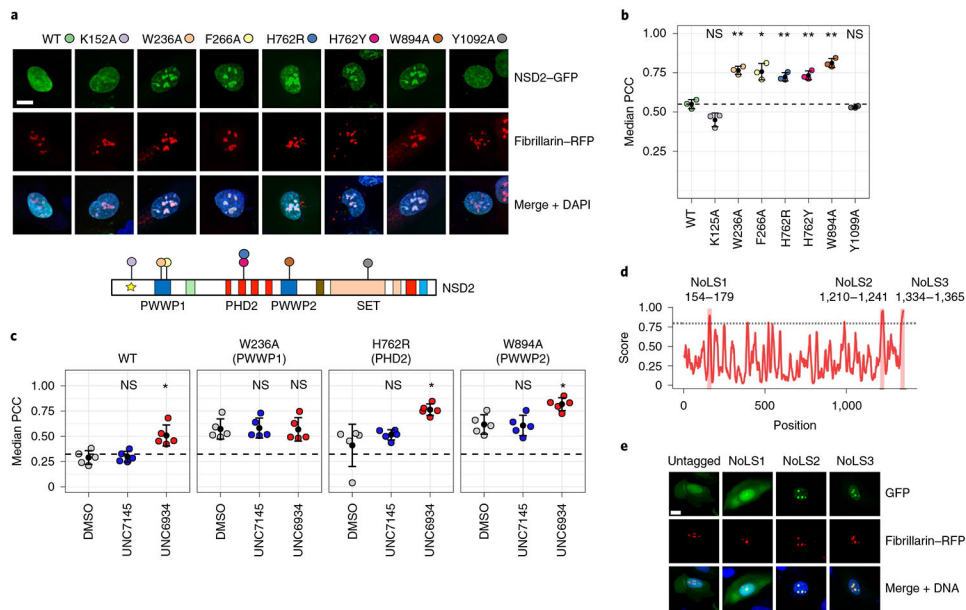 a
WT K152A W236A F266A H762R H762Y W894A Y1092A
NSD2–GFP
Fibrillarin–RFP
Merge + DAPI
NSD2
PWWP1 PHD2 PWWP2 SET
b
NS ** * ** ** ** NS
1.00
0.75
0.50
0.25
Median PCC
WT K125A W236A F266A H762R H762Y W894A Y1099A
c
WT
W236A
(PWWP1)
H762R
(PHD2)
W894A
(PWWP2)
NS * NS NS NS * NS *
1.00
0.75
0.50
0.25
0
Median PCC
DMSO UNC7145 UNC6934 DMSO UNC7145 UNC6934 DMSO UNC7145 UNC6934 DMSO UNC7145 UNC6934
d
NoLS1 NoLS2 NoLS3
154–179 1,210–1,241 1,334–1,365
1.00
0.75
0.50
0.25
0
Score
0 500 1,000
Position
e
Untagged NoLS1 NoLS2 NoLS3
GFP
Fibrillarin–RFP
Merge + DNA